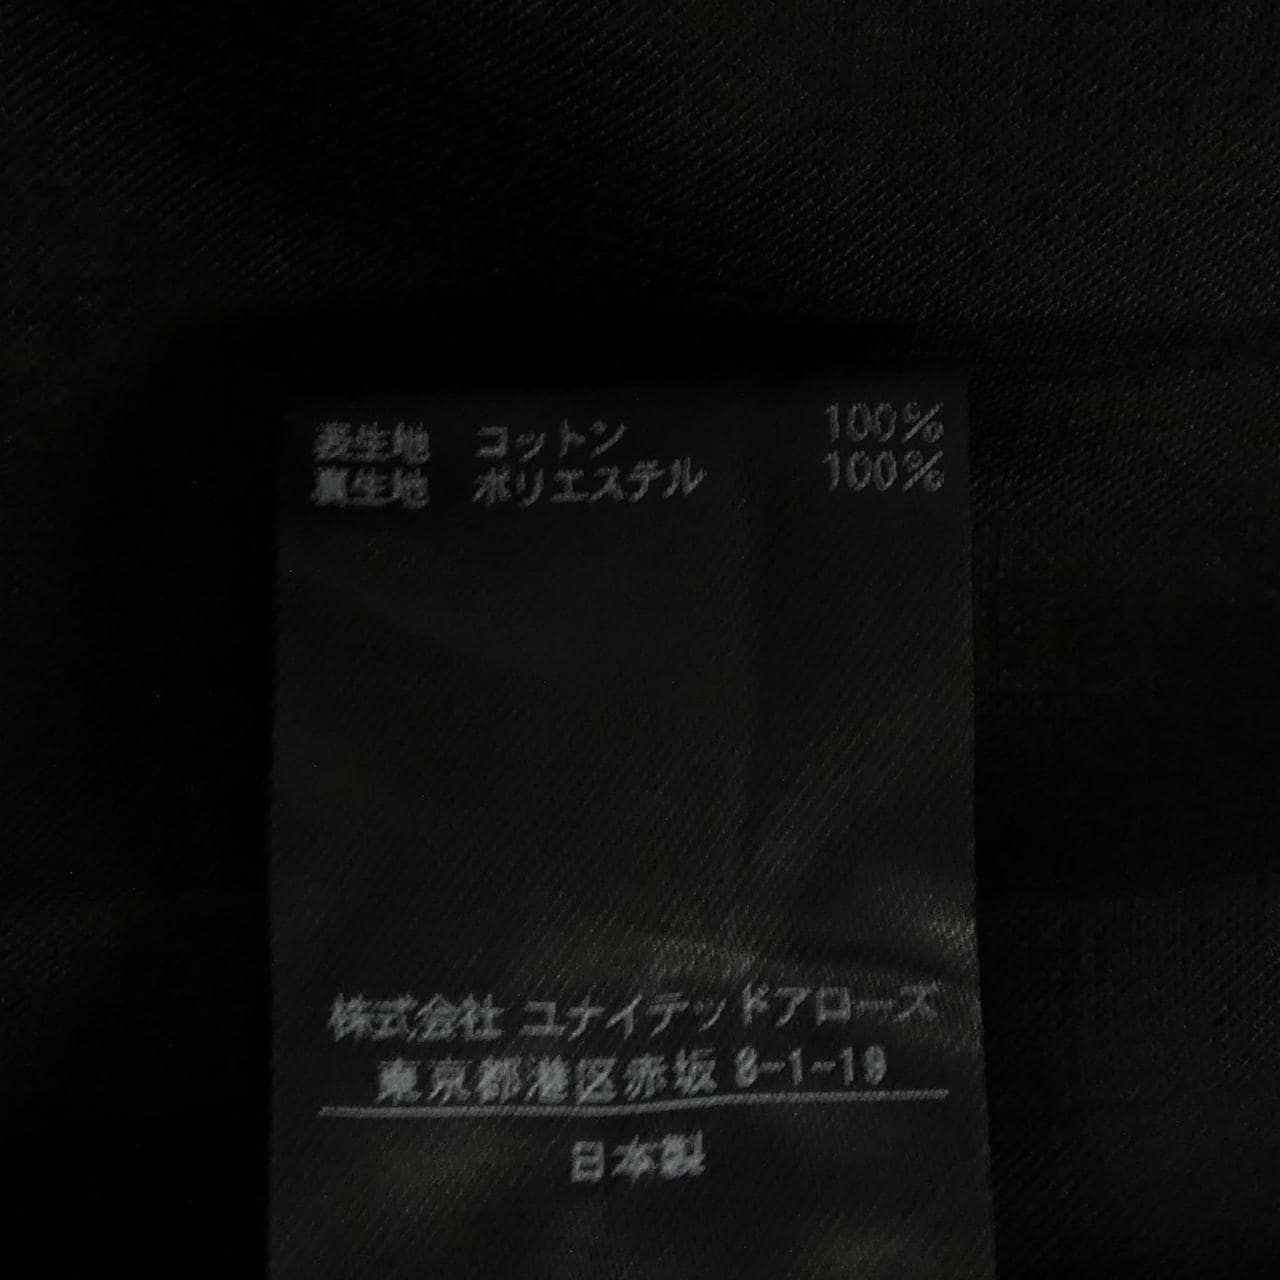 表生地 コットン 100%
裏生地 ポリエステル 100%
株式会社 ユナイテッドアローズ
東京都港区赤坂 8-1-19
日本製